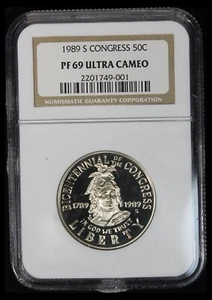 1989 S CONGRESS 50C
PF 69 ULTRA CAMEO
2201749-001
NUMISMATIC GUARANTY CORPORATION
BICENTENNIAL OF THE CONGRESS
1789 1989
S
IN GOD WE TRUST
LIBERTY